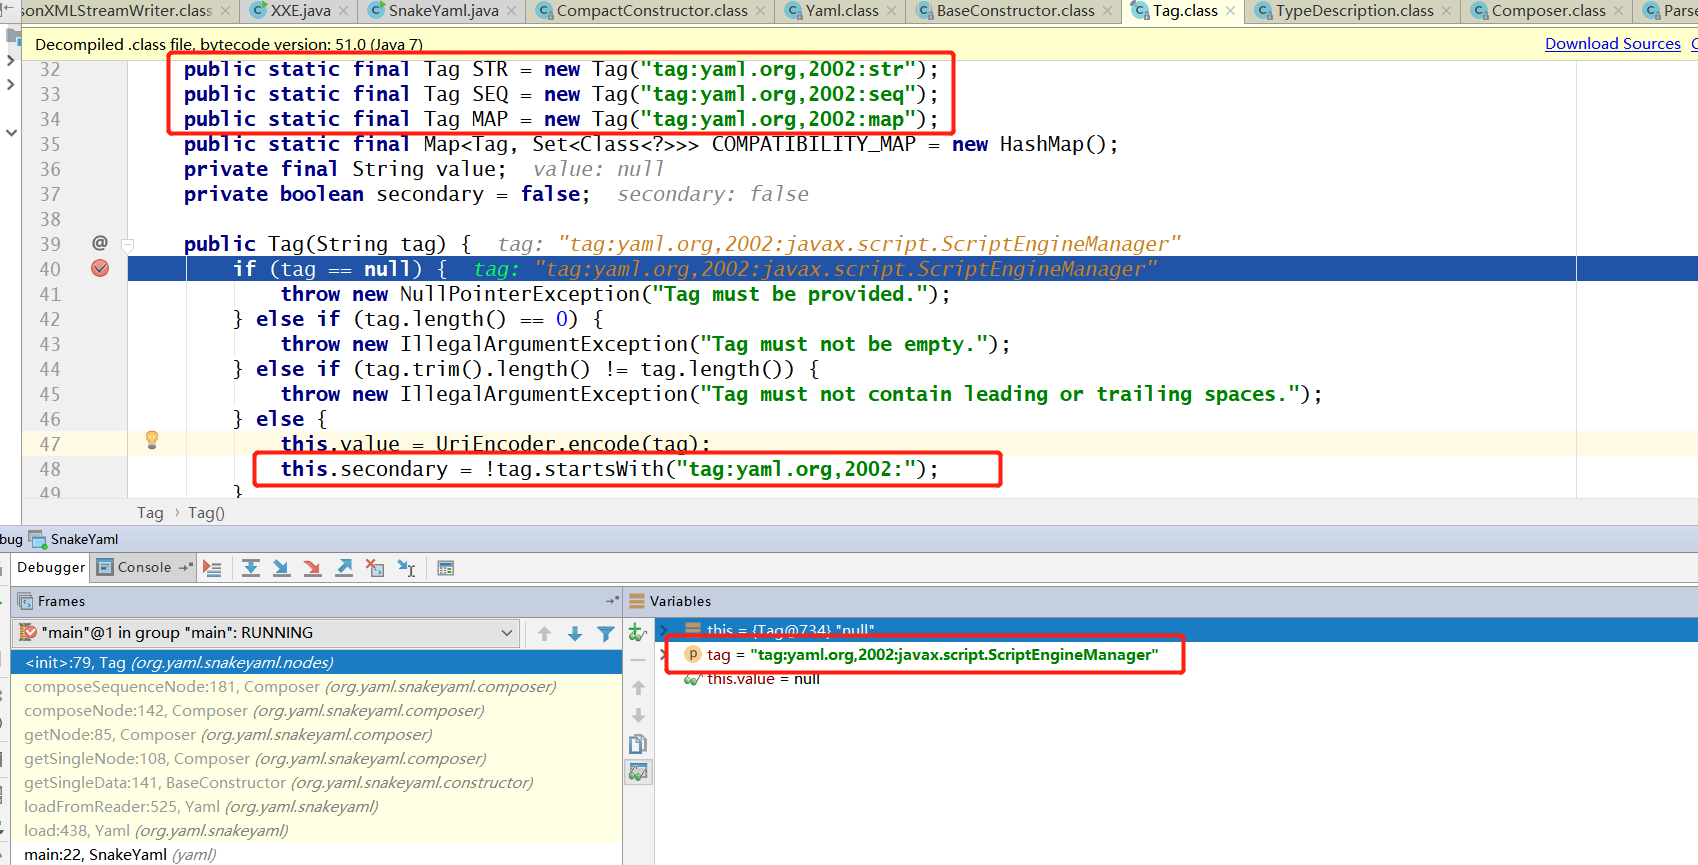 sonXMLStreamWriter.class XXE.java SnakeYaml.java CompactConstructor.class Yaml.class BaseConstructor.class Tag.class TypeDescription.class Composer.class Parse
Decompiled .class file, bytecode version: 51.0 (Java 7) Download Sources
32 public static final Tag STR = new Tag("tag:yaml.org,2002:str");
33 public static final Tag SEQ = new Tag("tag:yaml.org,2002:seq");
34 public static final Tag MAP = new Tag("tag:yaml.org,2002:map");
35 public static final Map<Tag, Set<Class<?>>> COMPATIBILITY_MAP = new HashMap();
36 private final String value; value: null
37 private boolean secondary = false; secondary: false
38
39 @ public Tag(String tag) { tag: "tag:yaml.org,2002:javax.script.ScriptEngineManager"
40 if (tag == null) { tag: "tag:yaml.org,2002:javax.script.ScriptEngineManager"
41 throw new NullPointerException("Tag must be provided.");
42 } else if (tag.length() == 0) {
43 throw new IllegalArgumentException("Tag must not be empty.");
44 } else if (tag.trim().length() != tag.length()) {
45 throw new IllegalArgumentException("Tag must not contain leading or trailing spaces.");
46 } else {
47 this.value = UriEncoder.encode(tag);
48 this.secondary = !tag.startsWith("tag:yaml.org,2002:");
49 }
Tag › Tag()
bug SnakeYaml
Debugger Console
Frames
Variables
"main"@1 in group "main": RUNNING
this = {Tag@734} "null"
tag = "tag:yaml.org,2002:javax.script.ScriptEngineManager"
this.value = null
<init>:79, Tag (org.yaml.snakeyaml.nodes)
composeSequenceNode:181, Composer (org.yaml.snakeyaml.composer)
composeNode:142, Composer (org.yaml.snakeyaml.composer)
getNode:85, Composer (org.yaml.snakeyaml.composer)
getSingleNode:108, Composer (org.yaml.snakeyaml.composer)
getSingleData:141, BaseConstructor (org.yaml.snakeyaml.constructor)
loadFromReader:525, Yaml (org.yaml.snakeyaml)
load:438, Yaml (org.yaml.snakeyaml)
main:22, SnakeYaml (yaml)